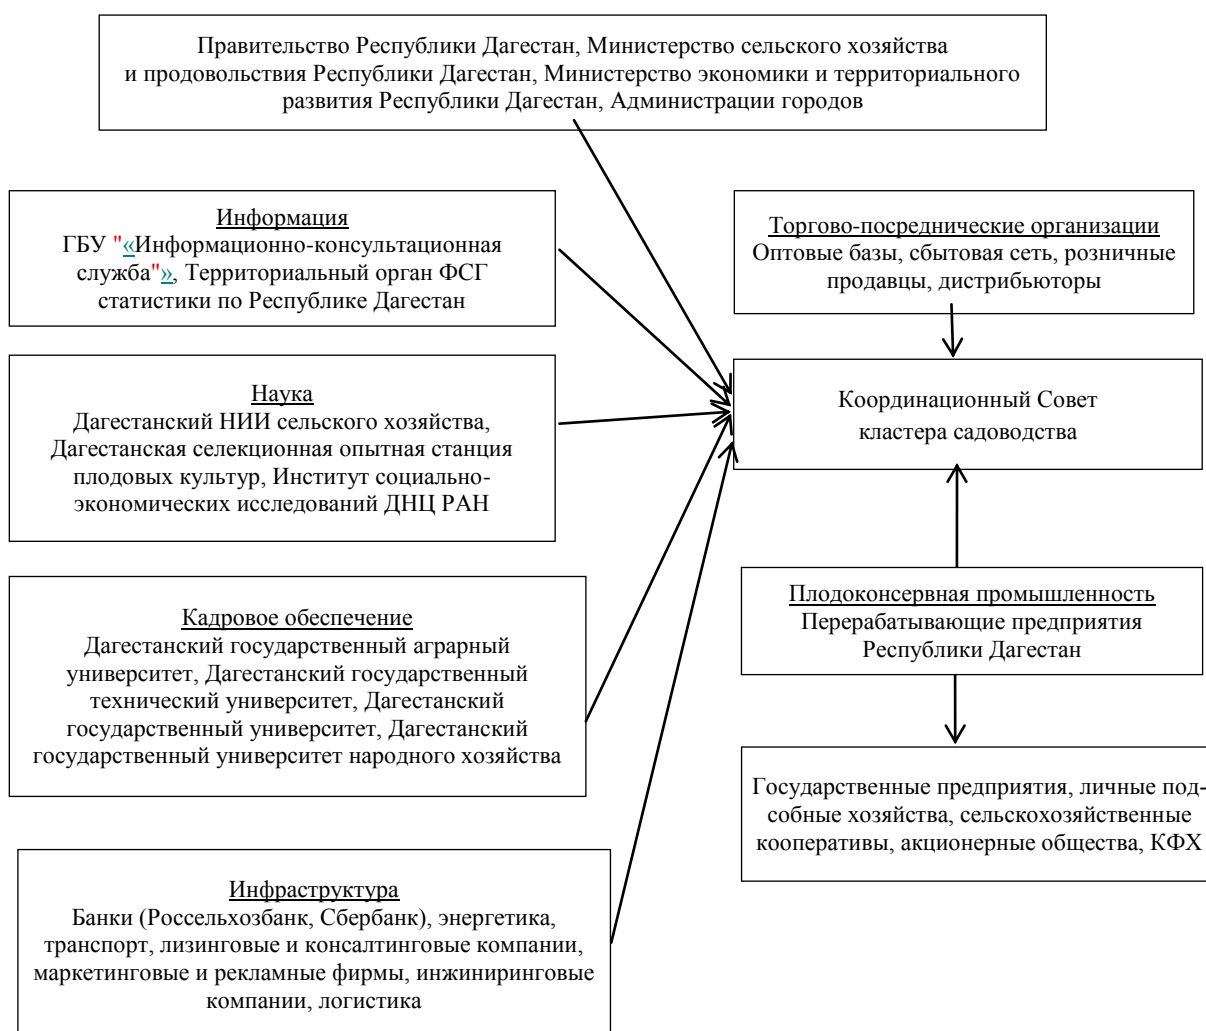 Правительство Республики Дагестан, Министерство сельского хозяйства
и продовольствия Республики Дагестан, Министерство экономики и территориального
развития Республики Дагестан, Администрации городов
Информация
ГБУ "«Информационно-консультационная
служба"», Территориальный орган ФСГ
статистики по Республике Дагестан
Торгово-посреднические организации
Оптовые базы, сбытовая сеть, розничные
продавцы, дистрибьюторы
Наука
Дагестанский НИИ сельского хозяйства,
Дагестанская селекционная опытная станция
плодовых культур, Институт социально-
экономических исследований ДНЦ РАН
Координационный Совет
кластера садоводства
Кадровое обеспечение
Дагестанский государственный аграрный
университет, Дагестанский государственный
технический университет, Дагестанский
государственный университет, Дагестанский
государственный университет народного хозяйства
Плодоконсервная промышленность
Перерабатывающие предприятия
Республики Дагестан
Государственные предприятия, личные под-
собные хозяйства, сельскохозяйственные
кооперативы, акционерные общества, КФХ
Инфраструктура
Банки (Россельхозбанк, Сбербанк), энергетика,
транспорт, лизинговые и консалтинговые компании,
маркетинговые и рекламные фирмы, инжиниринговые
компании, логистика